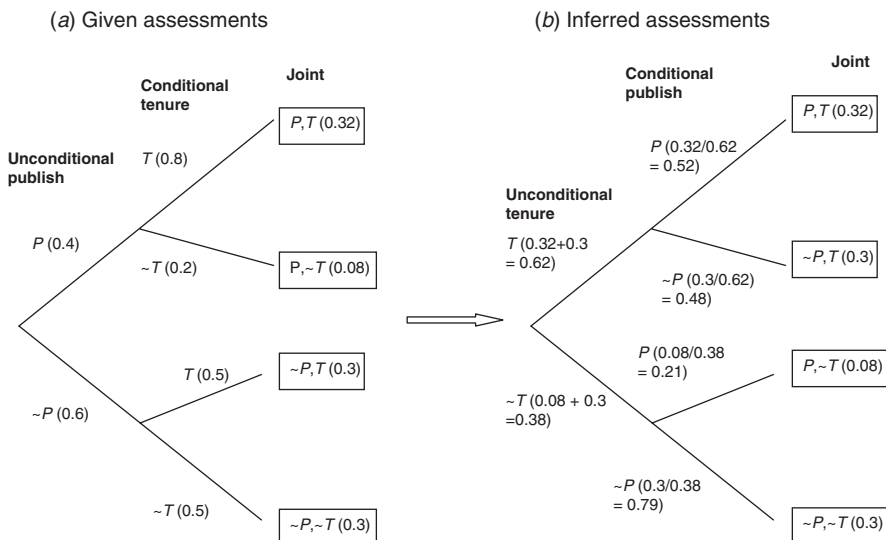 (a) Given assessments
Conditional
tenure
Joint
P,T (0.32)
T (0.8)
Unconditional
publish
P (0.4)
~T (0.2)
P,~T (0.08)
T (0.5)
~P,T (0.3)
~P (0.6)
~T (0.5)
~P,~T (0.3)
(b) Inferred assessments
Conditional
publish
Joint
P,T (0.32)
P (0.32/0.62
= 0.52)
Unconditional
tenure
T (0.32+0.3
= 0.62)
~P,T (0.3)
~P (0.3/0.62)
= 0.48)
P (0.08/0.38
= 0.21)
P,~T (0.08)
~T (0.08 + 0.3
=0.38)
~P (0.3/0.38
= 0.79)
~P,~T (0.3)